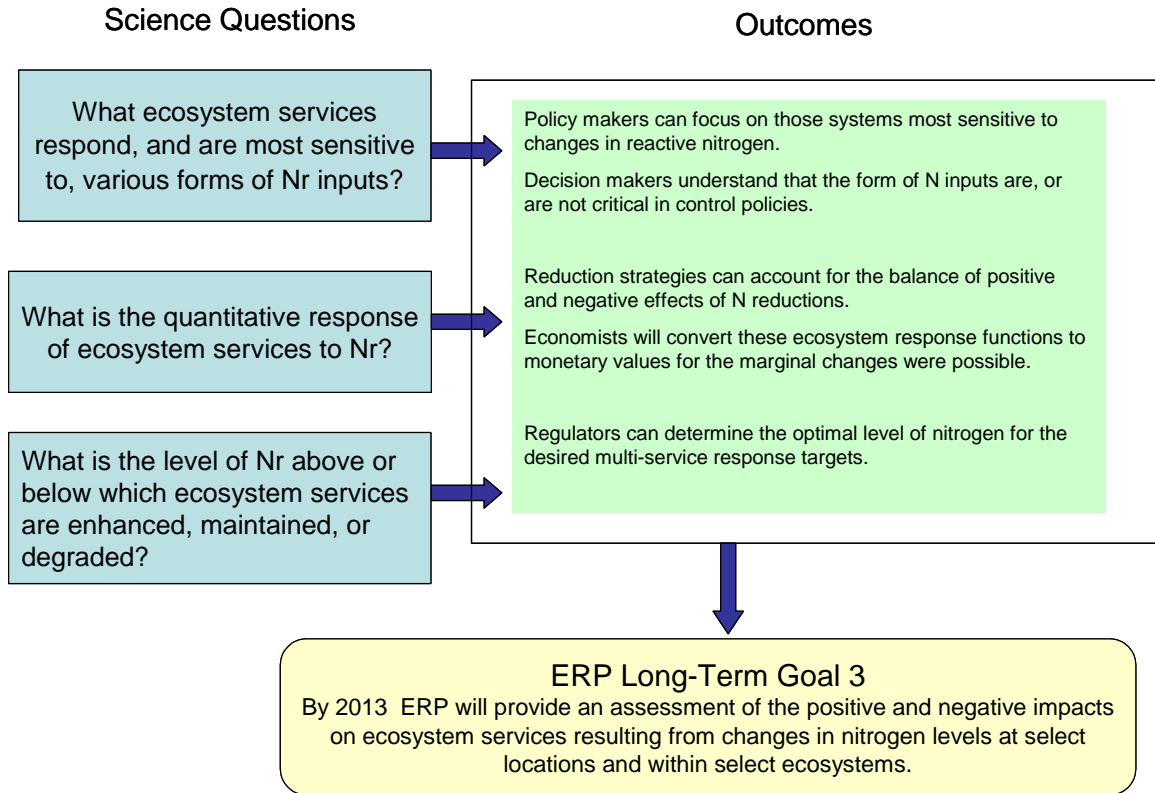 Science Questions
Outcomes
What ecosystem services
respond, and are most sensitive
to, various forms of Nr inputs?
Policy makers can focus on those systems most sensitive to
changes in reactive nitrogen.
Decision makers understand that the form of N inputs are, or
are not critical in control policies.
What is the quantitative response
of ecosystem services to Nr?
Reduction strategies can account for the balance of positive
and negative effects of N reductions.
Economists will convert these ecosystem response functions to
monetary values for the marginal changes were possible.
What is the level of Nr above or
below which ecosystem services
are enhanced, maintained, or
degraded?
Regulators can determine the optimal level of nitrogen for the
desired multi-service response targets.
ERP Long-Term Goal 3
By 2013 ERP will provide an assessment of the positive and negative impacts
on ecosystem services resulting from changes in nitrogen levels at select
locations and within select ecosystems.